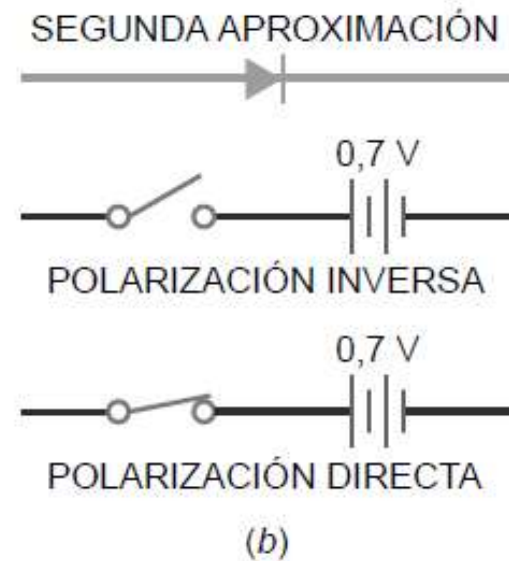 SEGUNDA APROXIMACIÓN
0,7 V
POLARIZACIÓN INVERSA
0,7 V
POLARIZACIÓN DIRECTA
(b)